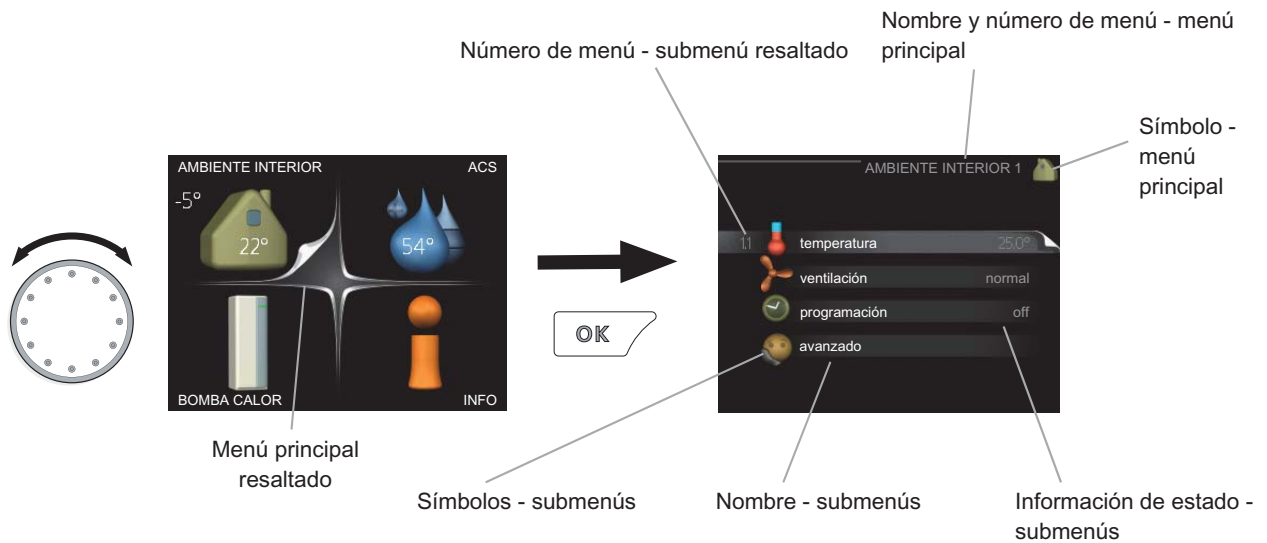 Nombre y número de menú - menú
principal
Número de menú - submenú resaltado
Símbolo -
menú
principal
AMBIENTE INTERIOR
ACS
-5°
22°
54°
BOMBA CALOR
INFO
OK
AMBIENTE INTERIOR 1
1.1
temperatura
25,0°
ventilación
normal
programación
off
avanzado
Menú principal
resaltado
Símbolos - submenús
Nombre - submenús
Información de estado -
submenús